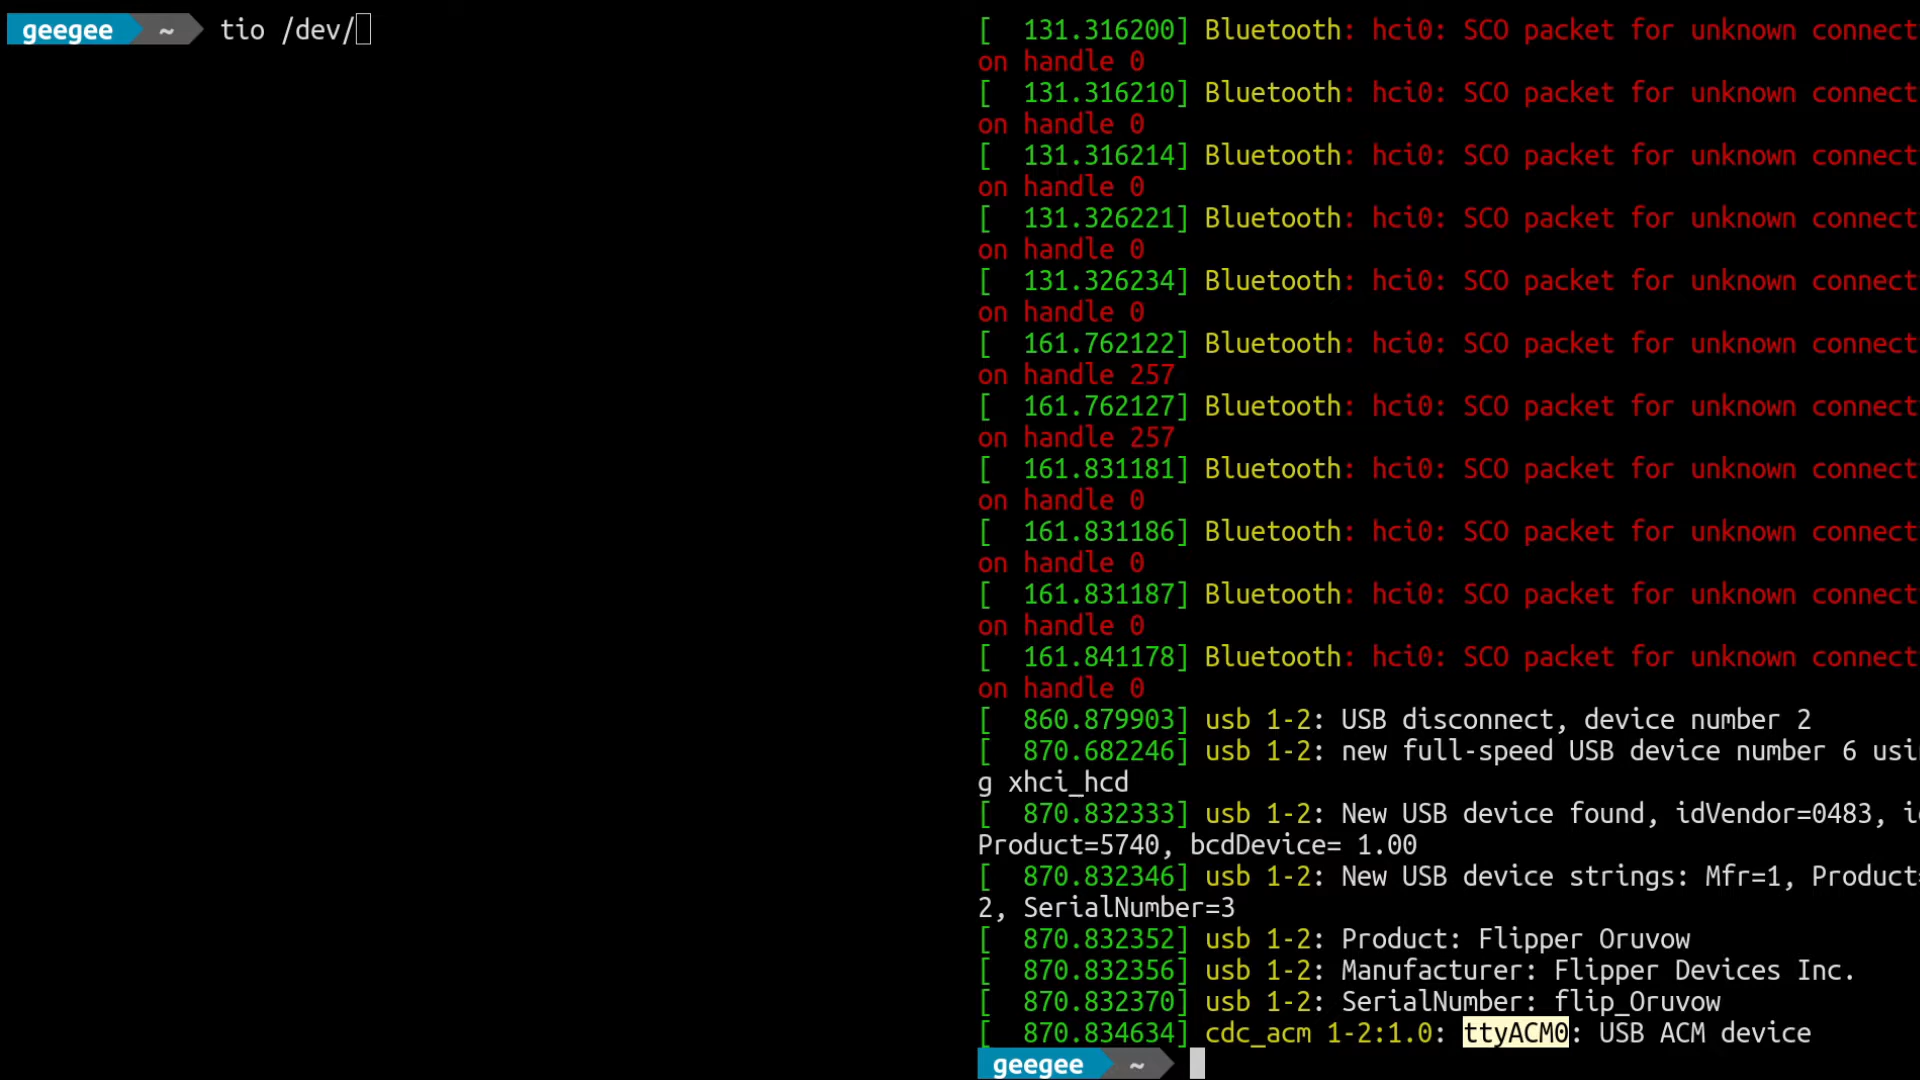 geegee ~ tio /dev/
[  131.316200] Bluetooth: hci0: SCO packet for unknown connect
on handle 0
[  131.316210] Bluetooth: hci0: SCO packet for unknown connect
on handle 0
[  131.316214] Bluetooth: hci0: SCO packet for unknown connect
on handle 0
[  131.326221] Bluetooth: hci0: SCO packet for unknown connect
on handle 0
[  131.326234] Bluetooth: hci0: SCO packet for unknown connect
on handle 0
[  161.762122] Bluetooth: hci0: SCO packet for unknown connect
on handle 257
[  161.762127] Bluetooth: hci0: SCO packet for unknown connect
on handle 257
[  161.831181] Bluetooth: hci0: SCO packet for unknown connect
on handle 0
[  161.831186] Bluetooth: hci0: SCO packet for unknown connect
on handle 0
[  161.831187] Bluetooth: hci0: SCO packet for unknown connect
on handle 0
[  161.841178] Bluetooth: hci0: SCO packet for unknown connect
on handle 0
[  860.879903] usb 1-2: USB disconnect, device number 2
[  870.682246] usb 1-2: new full-speed USB device number 6 usi
g xhci_hcd
[  870.832333] usb 1-2: New USB device found, idVendor=0483, i
Product=5740, bcdDevice= 1.00
[  870.832346] usb 1-2: New USB device strings: Mfr=1, Product=
2, SerialNumber=3
[  870.832352] usb 1-2: Product: Flipper Oruvow
[  870.832356] usb 1-2: Manufacturer: Flipper Devices Inc.
[  870.832370] usb 1-2: SerialNumber: flip_Oruvow
[  870.834634] cdc_acm 1-2:1.0: ttyACM0: USB ACM device
geegee ~